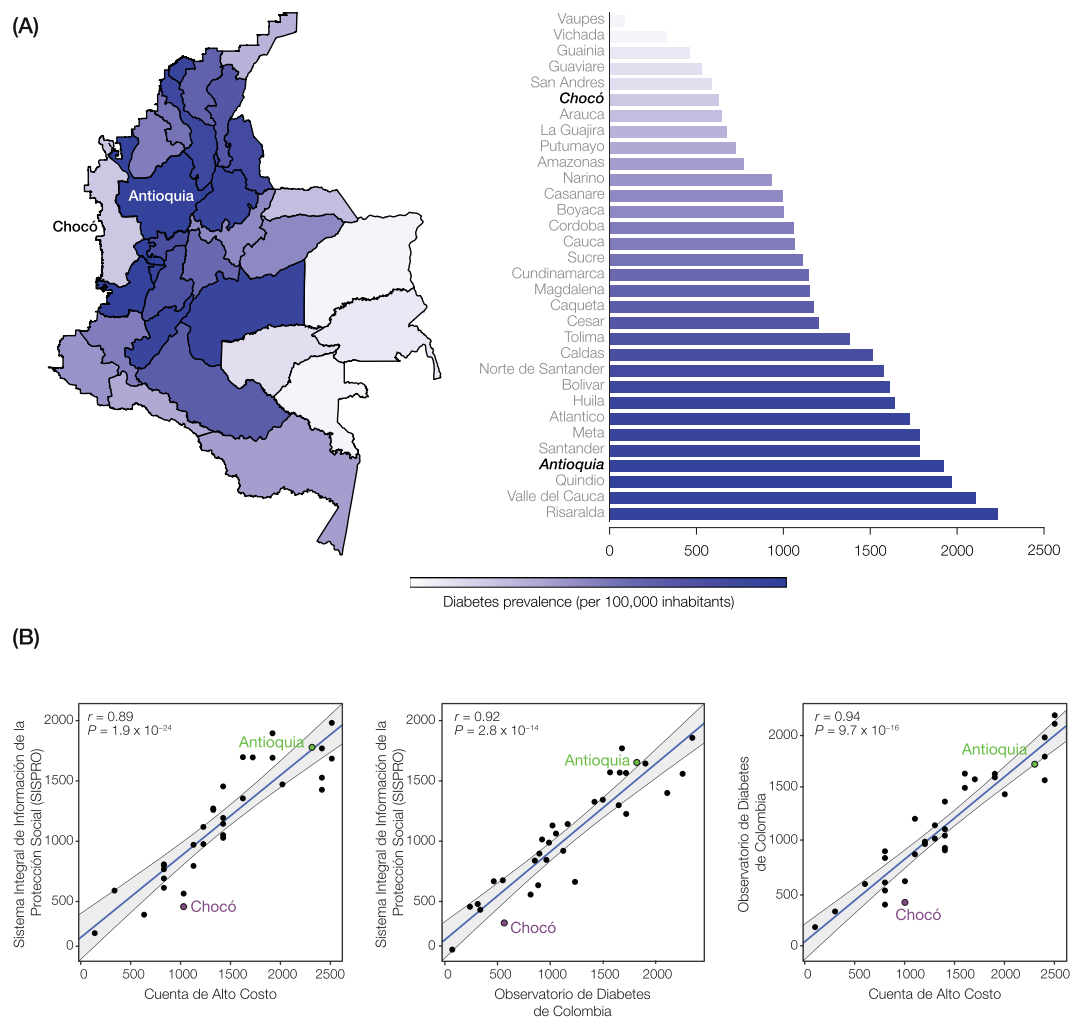 (A)
Antioquia
Chocó
Vaupes
Vichada
Guainia
Guaviare
San Andres
Chocó
Arauca
La Guajira
Putumayo
Amazonas
Narino
Casanare
Boyaca
Cordoba
Cauca
Sucre
Cundinamarca
Magdalena
Caqueta
Cesar
Tolima
Caldas
Norte de Santander
Bolivar
Huila
Atlantico
Meta
Santander
Antioquia
Quindio
Valle del Cauca
Risaralda
0 500 1000 1500 2000 2500
Diabetes prevalence (per 100,000 inhabitants)
(B)
Sistema Integral de Información de la
Protección Social (SISPRO)
2000
1500
1000
500
0
r = 0.89
P = 1.9 x 10⁻²⁴
Antioquia
Chocó
0 500 1000 1500 2000 2500
Cuenta de Alto Costo
Sistema Integral de Información de la
Protección Social (SISPRO)
2000
1500
1000
500
0
r = 0.92
P = 2.8 x 10⁻¹⁴
Antioquia
Chocó
0 500 1000 1500 2000
Observatorio de Diabetes
de Colombia
Observatorio de Diabetes
de Colombia
2000
1500
1000
500
0
r = 0.94
P = 9.7 x 10⁻¹⁶
Antioquia
Chocó
0 500 1000 1500 2000 2500
Cuenta de Alto Costo